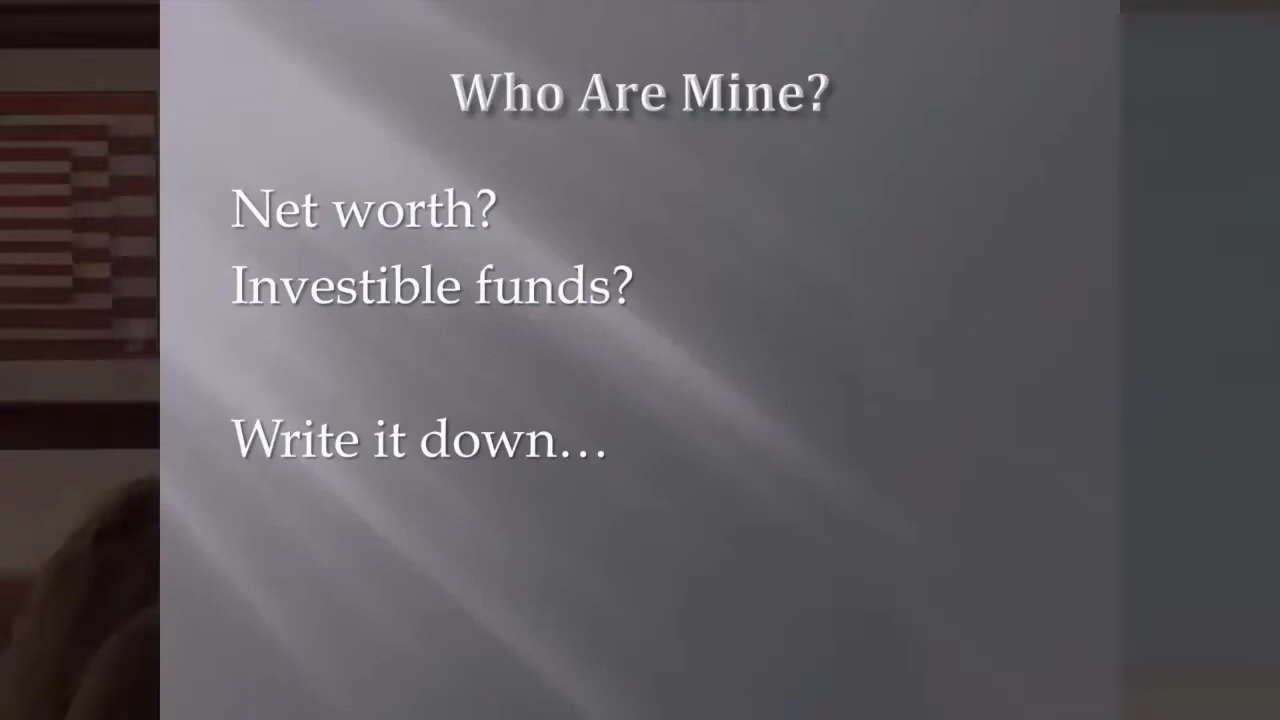 Who Are Mine?
Net worth?
Investible funds?
Write it down…